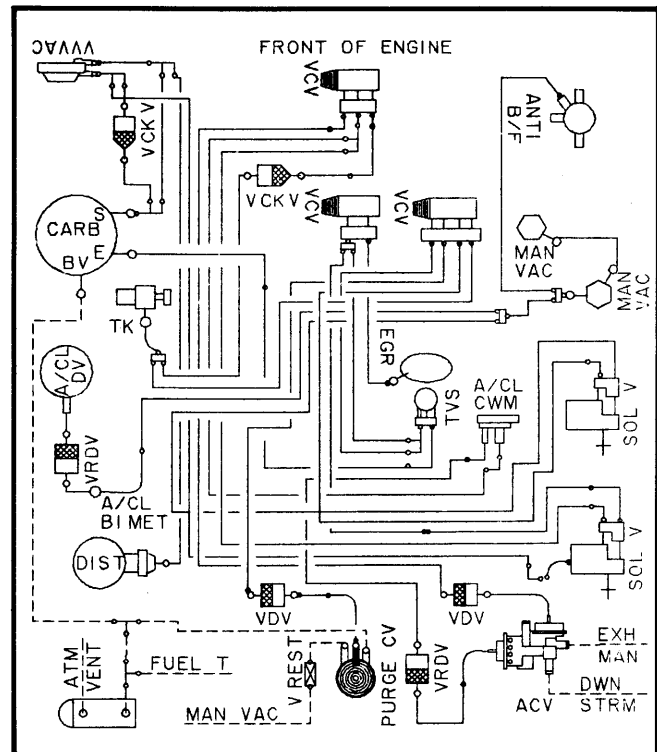 VVVAC
FRONT OF ENGINE
VCV
VCKV
ANTI
B/F
VCKV
VCV
VCV
S
CARB
E
BV
MAN
VAC
MAN
VAC
TK
EGR
A/CL
DV
TVS
A/CL
CWM
V
SOL
VRDV
A/CL
BI MET
V
SOL
DIST
VDV
VDV
ATM
VENT
FUEL T
V REST
MAN VAC
PURGE CV
VRDV
EXH
MAN
ACV
DWN
STRM